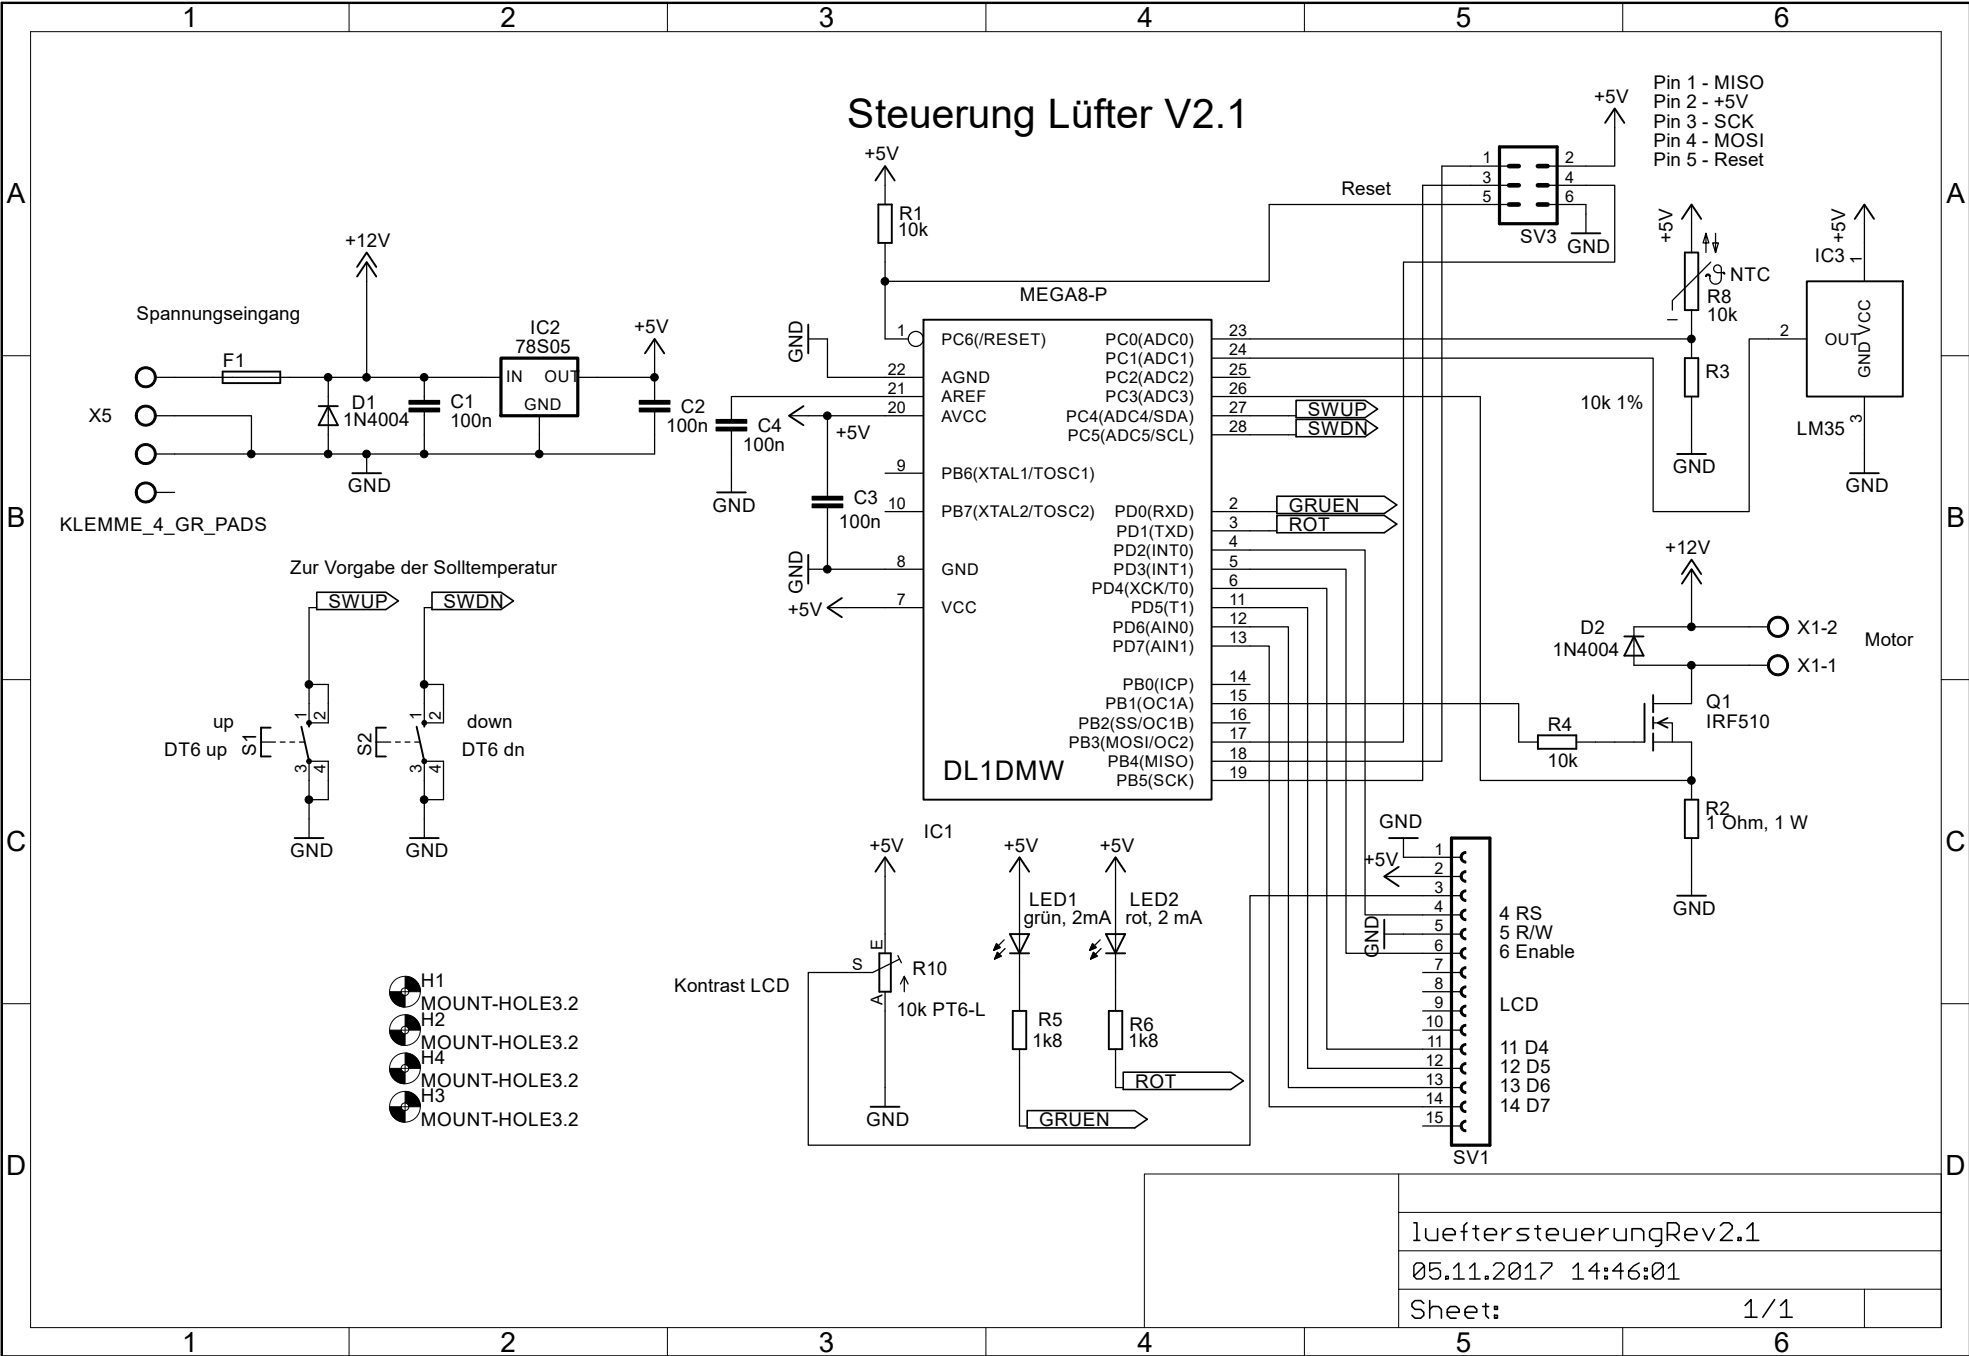 1 2 3 4 5 6
A
B
C
D
Steuerung Lüfter V2.1
Pin 1 - MISO
Pin 2 - +5V
Pin 3 - SCK
Pin 4 - MOSI
Pin 5 - Reset
+5V
1 2
3 4
5 6
SV3
GND
Reset
+5V
R1
10k
MEGA8-P
+12V
Spannungseingang
F1
X5
KLEMME_4_GR_PADS
D1
1N4004
C1
100n
GND
IC2
78S05
IN OUT
GND
+5V
C2
100n
C4
100n
GND
GND
+5V
C3
100n
GND
+5V
1 PC6(/RESET)
22 AGND
21 AREF
20 AVCC
9 PB6(XTAL1/TOSC1)
10 PB7(XTAL2/TOSC2)
8 GND
7 VCC
PC0(ADC0) 23
PC1(ADC1) 24
PC2(ADC2) 25
PC3(ADC3) 26
PC4(ADC4/SDA) 27
PC5(ADC5/SCL) 28
PD0(RXD) 2
PD1(TXD) 3
PD2(INT0) 4
PD3(INT1) 5
PD4(XCK/T0) 6
PD5(T1) 11
PD6(AIN0) 12
PD7(AIN1) 13
PB0(ICP) 14
PB1(OC1A) 15
PB2(SS/OC1B) 16
PB3(MOSI/OC2) 17
PB4(MISO) 18
PB5(SCK) 19
DL1DMW
IC1
SWUP
SWDN
GRUEN
ROT
+5V
NTC
R8
10k
R3
10k 1%
GND
+5V
IC3
1
2
OUT
GND VCC
LM35
3
GND
+12V
D2
1N4004
X1-2
X1-1
Motor
Q1
IRF510
R4
10k
R2
1 Ohm, 1 W
GND
Zur Vorgabe der Solltemperatur
SWUP
SWDN
up
DT6 up
S1
1 2
3 4
GND
S2
1 2
3 4
down
DT6 dn
GND
H1
MOUNT-HOLE3.2
H2
MOUNT-HOLE3.2
H4
MOUNT-HOLE3.2
H3
MOUNT-HOLE3.2
Kontrast LCD
+5V
E
S
A
R10
10k PT6-L
GND
+5V
LED1
grün, 2mA
R5
1k8
GRUEN
+5V
LED2
rot, 2 mA
R6
1k8
ROT
GND
+5V
GND
1
2
3
4
5
6
7
8
9
10
11
12
13
14
15
4 RS
5 R/W
6 Enable
LCD
11 D4
12 D5
13 D6
14 D7
SV1
lueftersteuerungRev2.1
05.11.2017 14:46:01
Sheet: 1/1
A
B
C
D
1 2 3 4 5 6